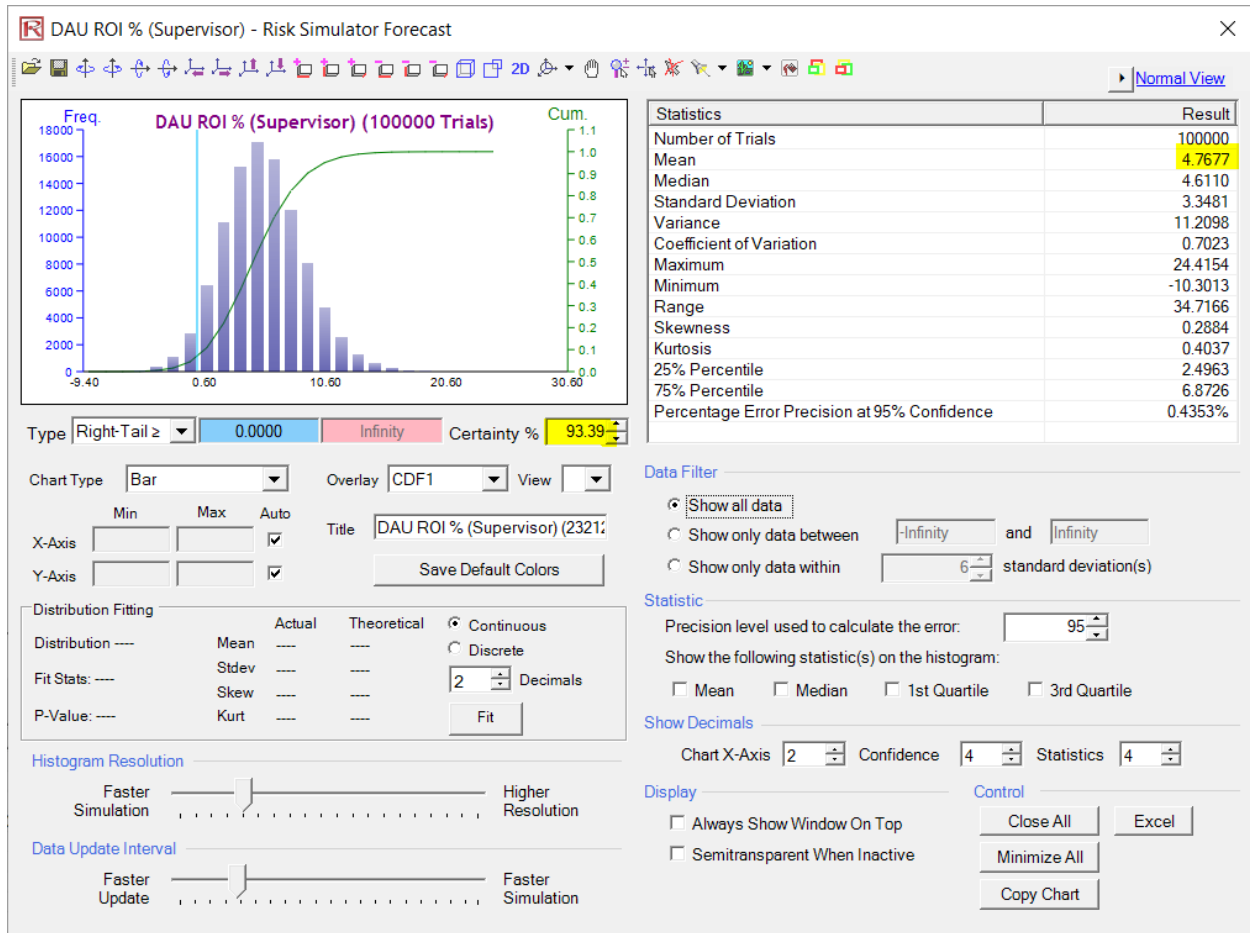 DAU ROI % (Supervisor) - Risk Simulator Forecast
2D
Normal View
Freq. DAU ROI % (Supervisor) (100000 Trials) Cum.
18000 1.1
16000 1.0
14000 0.9
12000 0.8
10000 0.7
8000 0.6
6000 0.5
4000 0.4
2000 0.3
0 0.2
0.1
0.0
-9.40 0.60 10.60 20.60 30.60
Type Right-Tail ≥ 0.0000 Infinity Certainty % 93.39
Chart Type Bar Overlay CDF1 View
Min Max Auto
X-Axis
Y-Axis
Title DAU ROI % (Supervisor) (23212
Save Default Colors
Distribution Fitting
Actual Theoretical
Distribution ---- Mean ---- ----
Stdev ---- ----
Fit Stats: ---- Skew ---- ----
P-Value: ---- Kurt ---- ----
Continuous
Discrete
2 Decimals
Fit
Histogram Resolution
Faster Simulation Higher Resolution
Data Update Interval
Faster Update Faster Simulation
Statistics Result
Number of Trials 100000
Mean 4.7677
Median 4.6110
Standard Deviation 3.3481
Variance 11.2098
Coefficient of Variation 0.7023
Maximum 24.4154
Minimum -10.3013
Range 34.7166
Skewness 0.2884
Kurtosis 0.4037
25% Percentile 2.4963
75% Percentile 6.8726
Percentage Error Precision at 95% Confidence 0.4353%
Data Filter
Show all data
Show only data between -Infinity and Infinity
Show only data within 6 standard deviation(s)
Statistic
Precision level used to calculate the error: 95
Show the following statistic(s) on the histogram:
Mean Median 1st Quartile 3rd Quartile
Show Decimals
Chart X-Axis 2 Confidence 4 Statistics 4
Display
Always Show Window On Top
Semitransparent When Inactive
Control
Close All Excel
Minimize All
Copy Chart